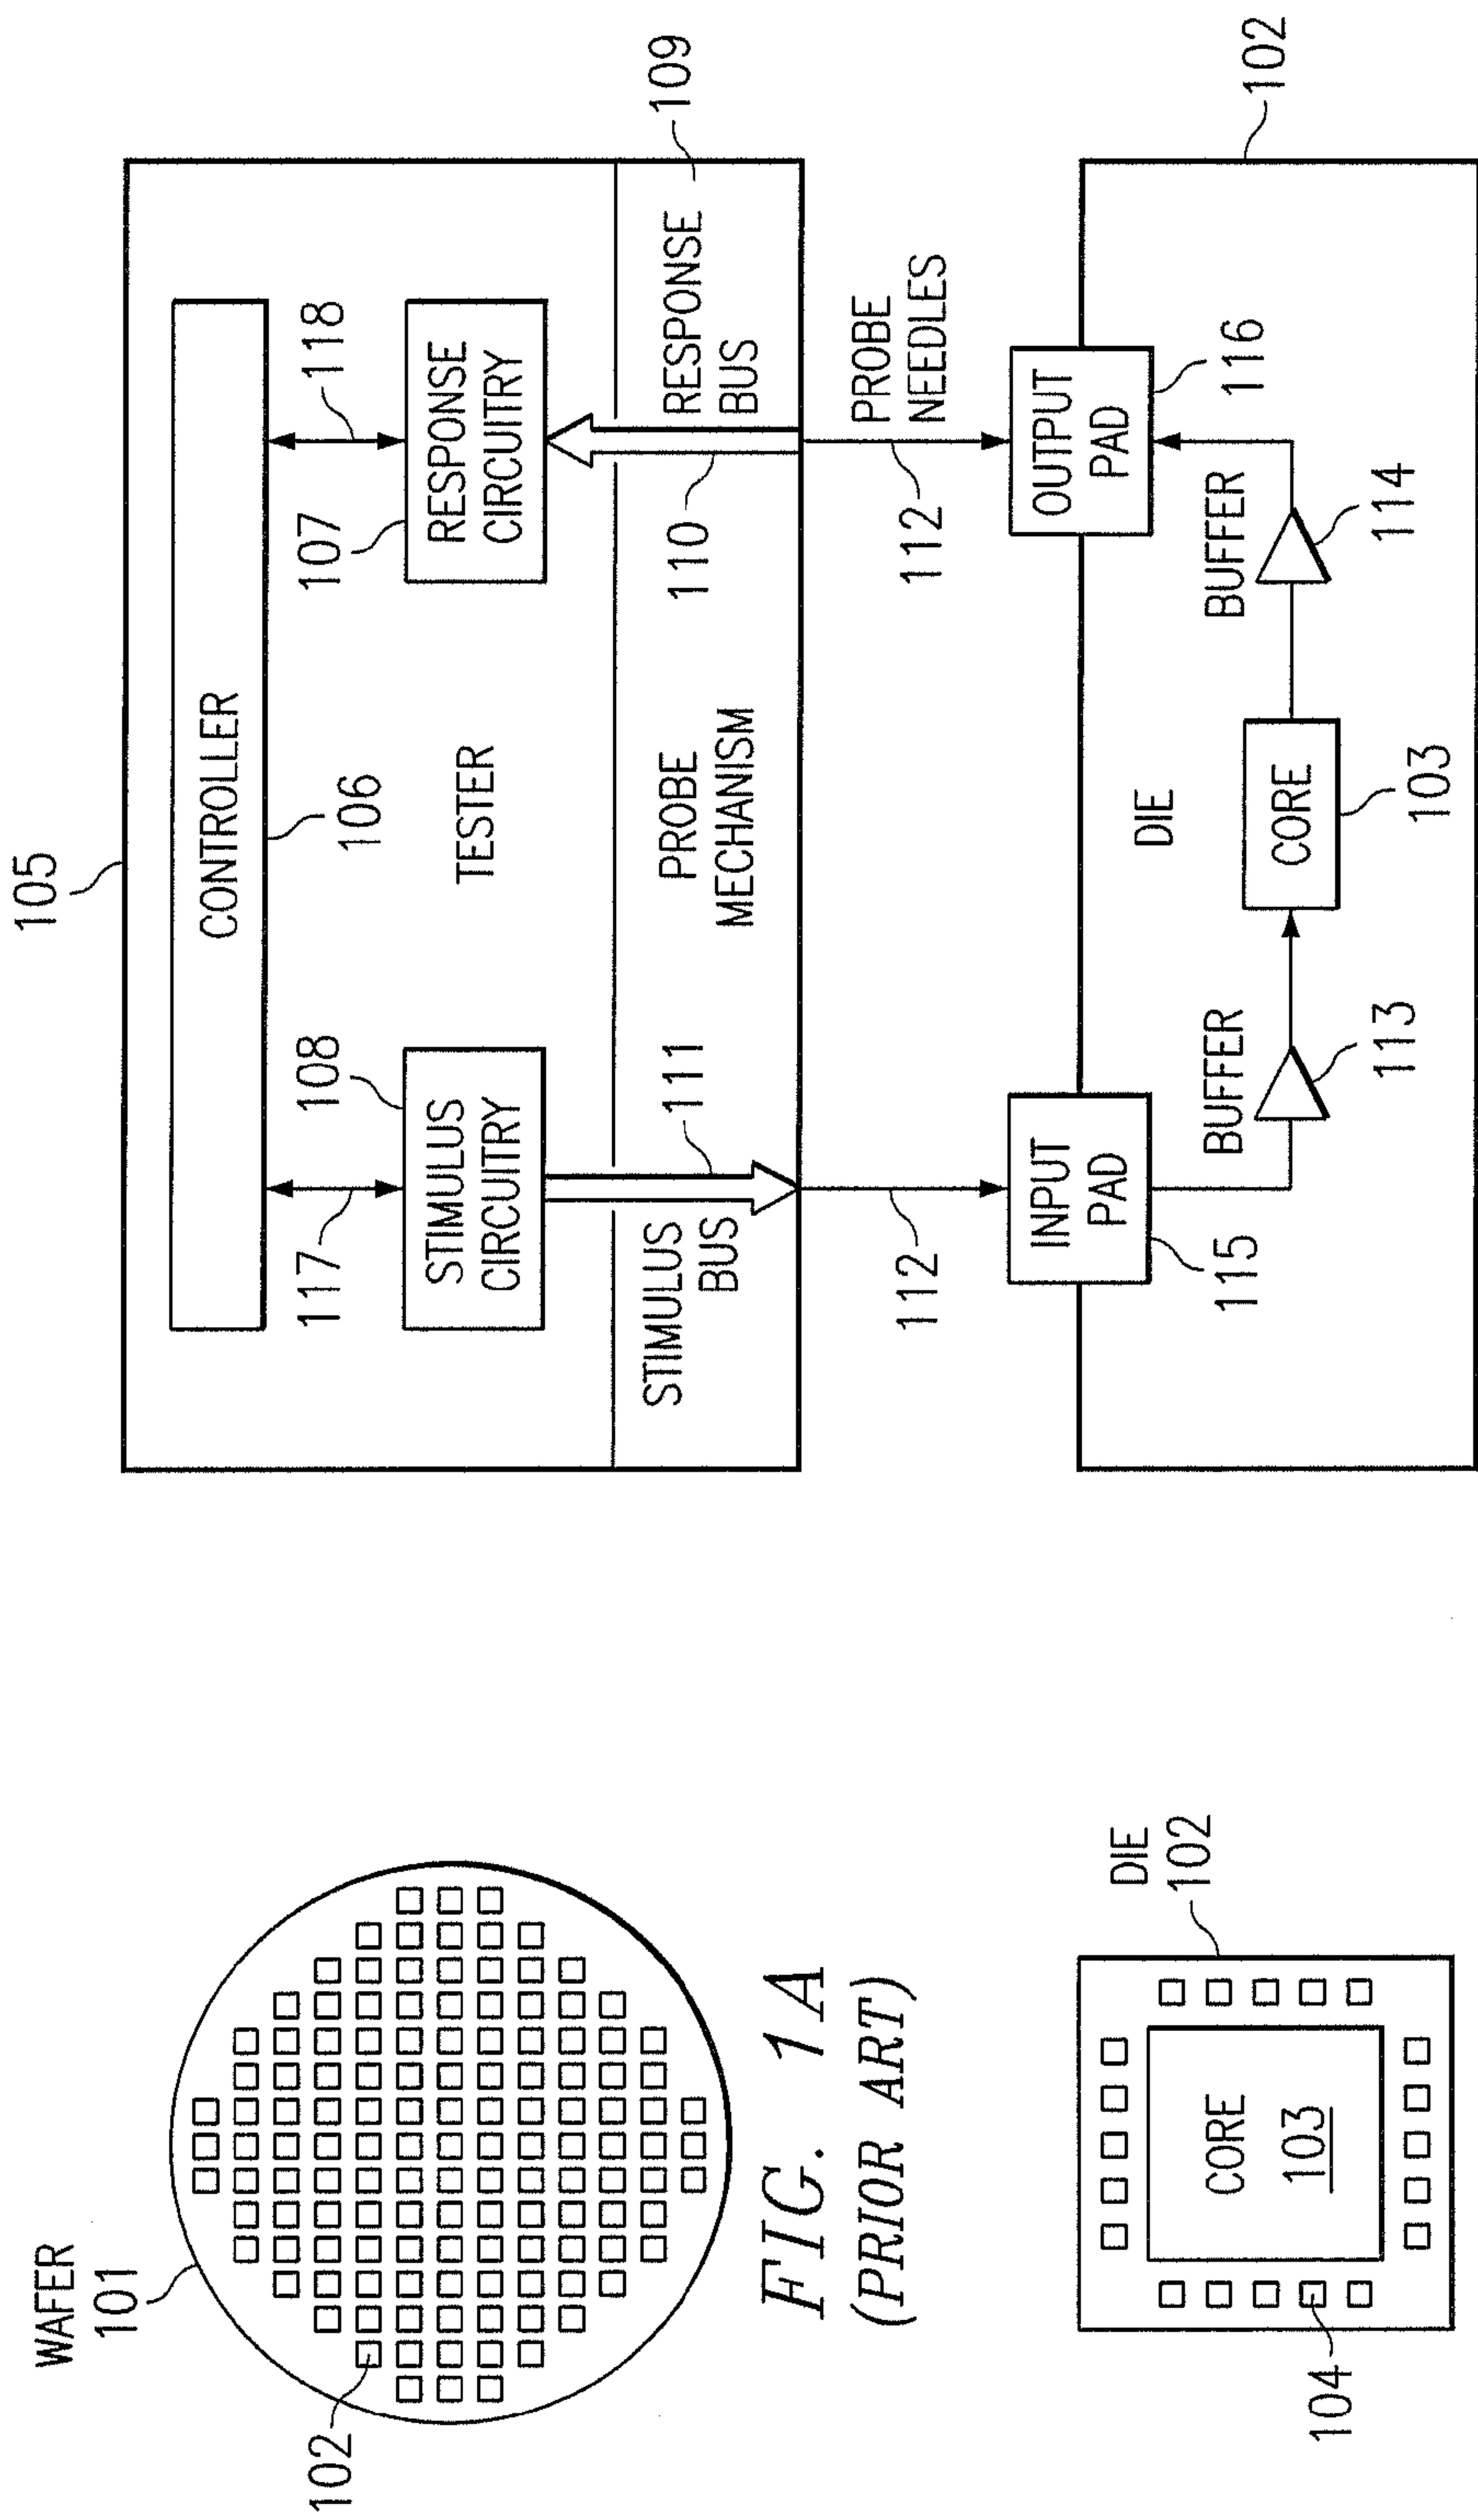 WAFER
101
102
FIG. 1A
(PRIOR ART)
DIE
102
CORE
103
104
105
CONTROLLER
106
117
118
108
107
STIMULUS
CIRCUITRY
TESTER
RESPONSE
CIRCUITRY
STIMULUS
BUS
111
PROBE
MECHANISM
110
RESPONSE
BUS
109
112
112
PROBE
NEEDLES
INPUT
PAD
115
OUTPUT
PAD
116
DIE
102
BUFFER
113
CORE
103
BUFFER
114